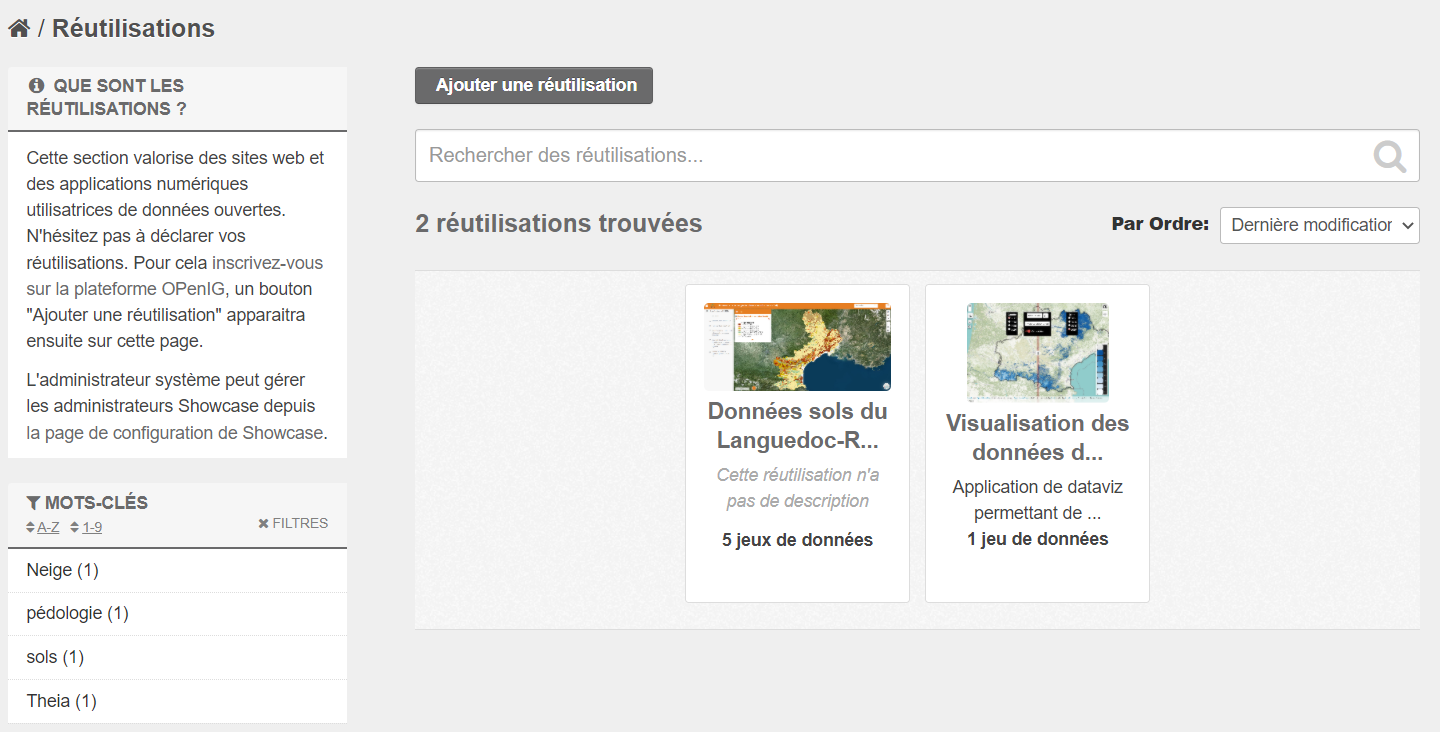 / Réutilisations
QUE SONT LES
RÉUTILISATIONS ?
Cette section valorise des sites web et
des applications numériques
utilisatrices de données ouvertes.
N'hésitez pas à déclarer vos
réutilisations. Pour cela inscrivez-vous
sur la plateforme OPenIG, un bouton
"Ajouter une réutilisation" apparaitra
ensuite sur cette page.
L'administrateur système peut gérer
les administrateurs Showcase depuis
la page de configuration de Showcase.
MOTS-CLÉS
A-Z 1-9
FILTRES
Neige (1)
pédologie (1)
sols (1)
Theia (1)
Ajouter une réutilisation
Rechercher des réutilisations...
2 réutilisations trouvées
Par Ordre: Dernière modification
Données sols du
Languedoc-R...
Cette réutilisation n'a
pas de description
5 jeux de données
Visualisation des
données d...
Application de dataviz
permettant de ...
1 jeu de données